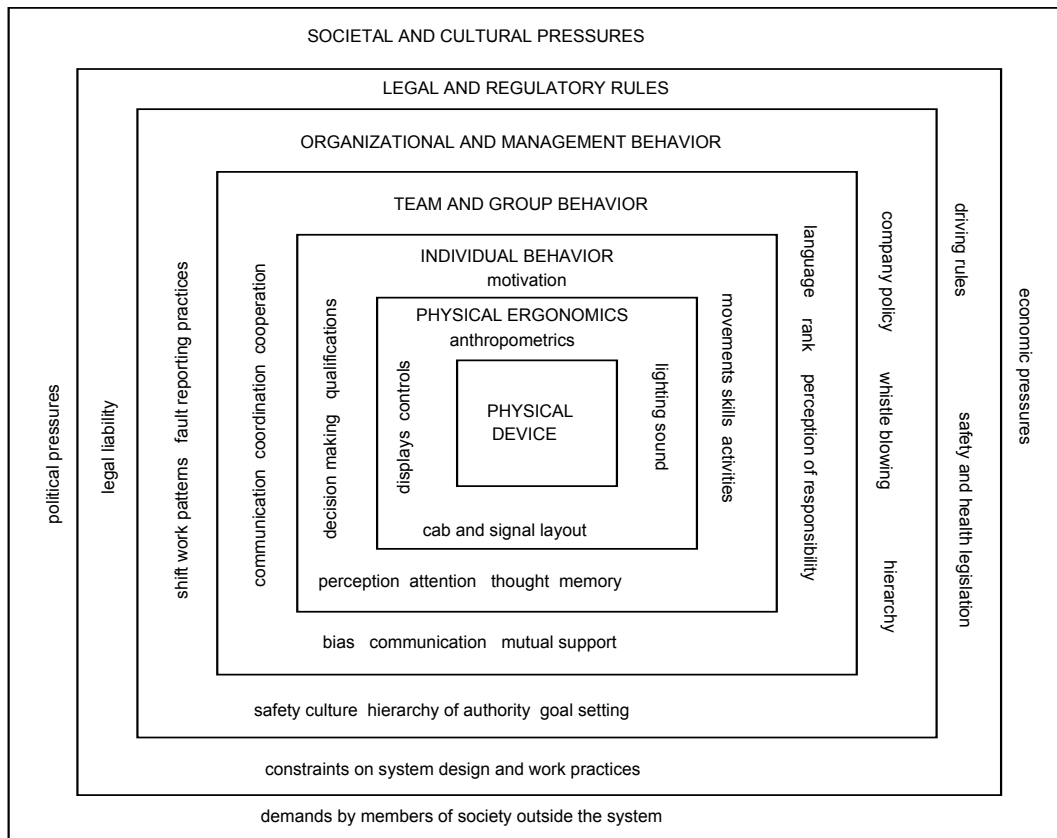 SOCIETAL AND CULTURAL PRESSURES
LEGAL AND REGULATORY RULES
ORGANIZATIONAL AND MANAGEMENT BEHAVIOR
TEAM AND GROUP BEHAVIOR
INDIVIDUAL BEHAVIOR
motivation
PHYSICAL ERGONOMICS
anthropometrics
PHYSICAL
DEVICE
displays controls
lighting sound
cab and signal layout
decision making qualifications
movements skills activities
perception attention thought memory
communication coordination cooperation
language rank perception of responsibility
bias communication mutual support
shift work patterns fault reporting practices
company policy whistle blowing hierarchy
safety culture hierarchy of authority goal setting
legal liability
driving rules safety and health legislation
constraints on system design and work practices
political pressures
economic pressures
demands by members of society outside the system